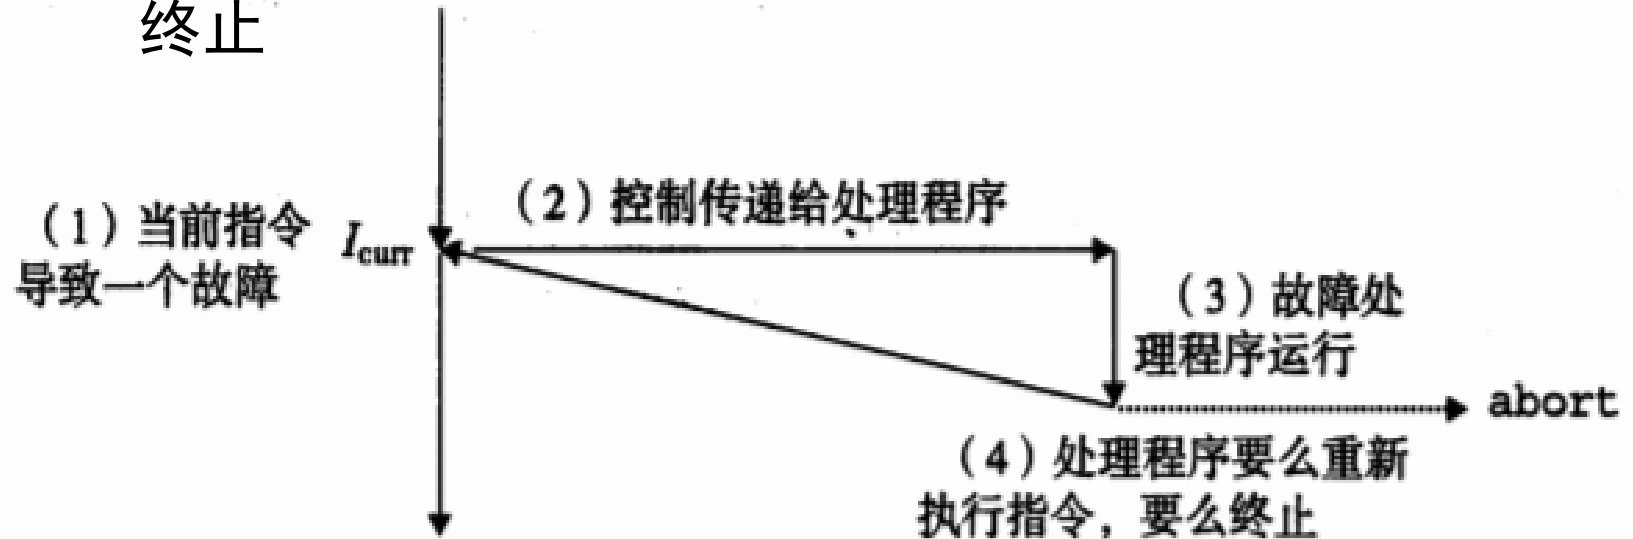 终止
(2)控制传递给处理程序
(1)当前指令
导致一个故障
Icurr
(3)故障处
理程序运行
abort
(4)处理程序要么重新
执行指令,要么终止